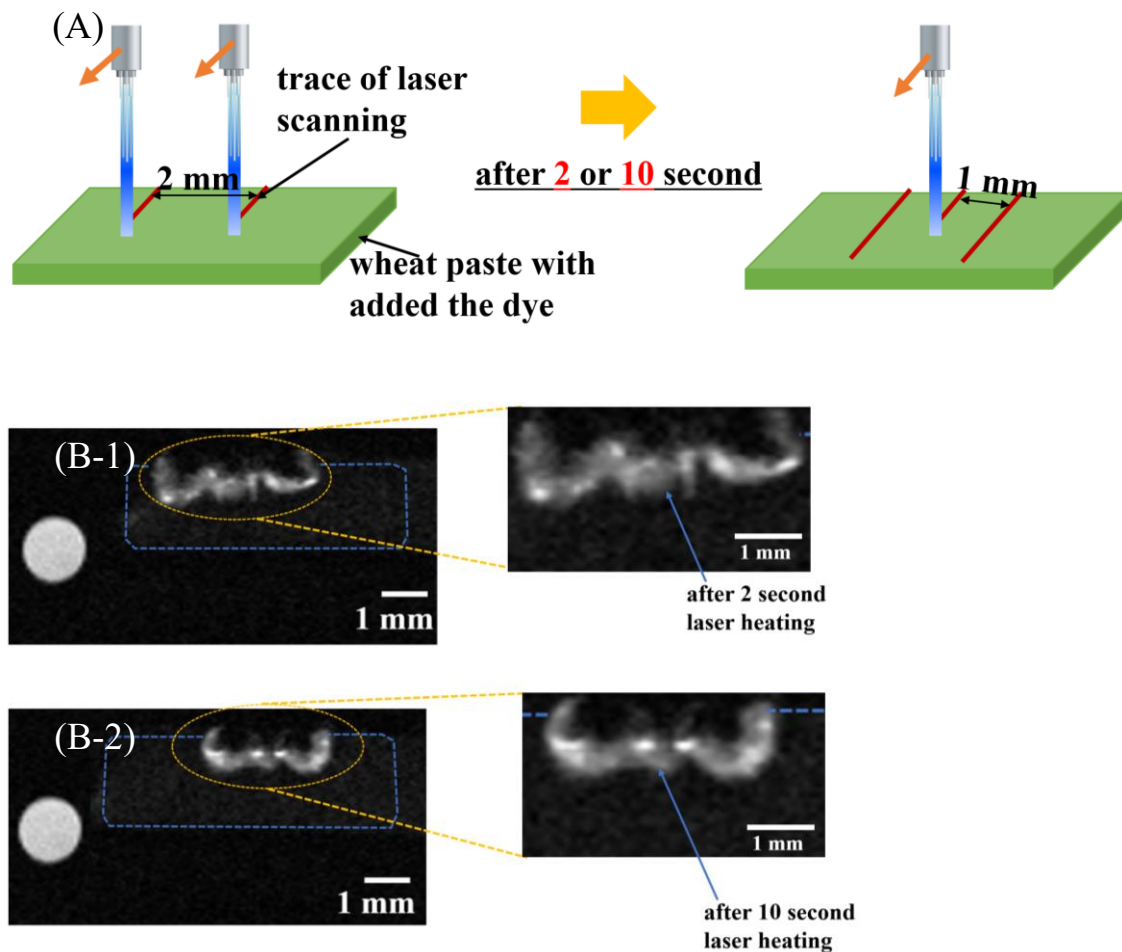 (A)
trace of laser
scanning
2 mm
after 2 or 10 second
1 mm
wheat paste with
added the dye
(B-1)
1 mm
1 mm
after 2 second
laser heating
(B-2)
1 mm
1 mm
after 10 second
laser heating